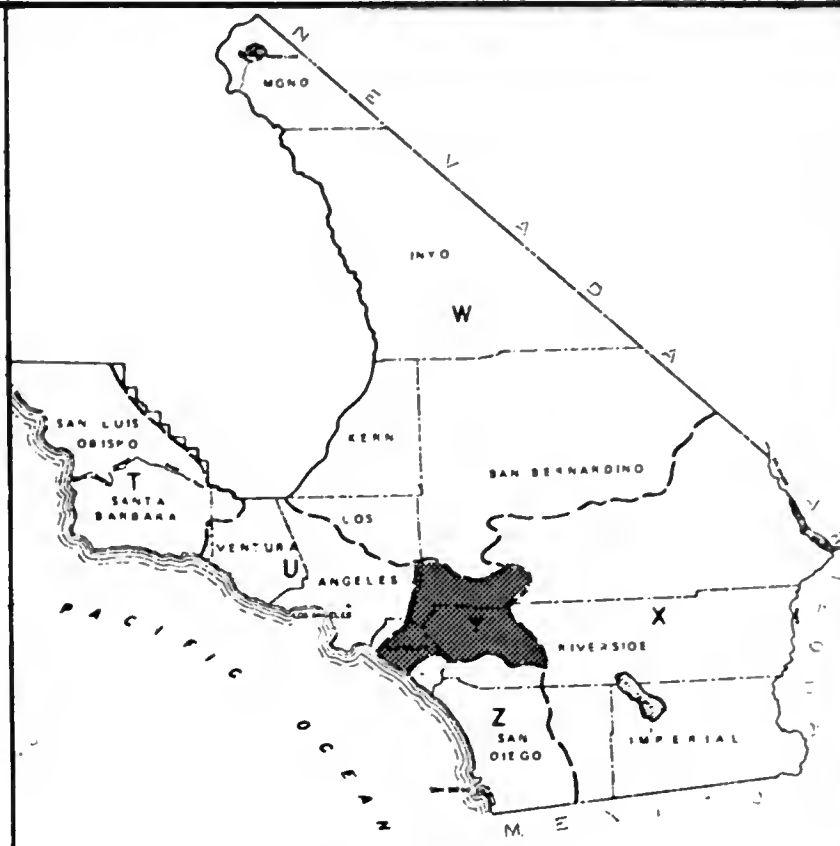 MONO
N E V A D A
INYO
W
SAN LUIS
OBISPO
KERN
T
SANTA
BARBARA
SAN BERNARDINO
LOS
VENTURA
U
ANGELES
Y
X
RIVERSIDE
PACIFIC OCEAN
Z
SAN
DIEGO
IMPERIAL